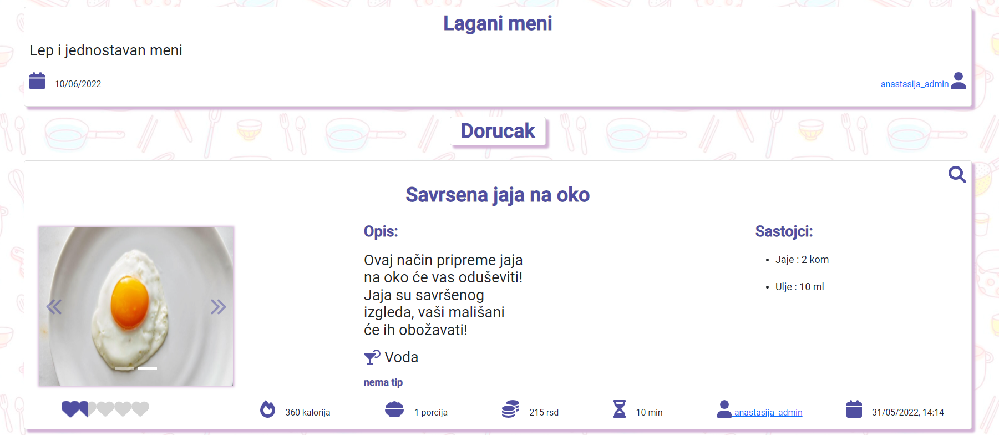 Lagani meni
Lep i jednostavan meni
10/06/2022
anastasija_admin
Dorucak
Savrsena jaja na oko
Opis:
Ovaj način pripreme jaja
na oko će vas oduševiti!
Jaja su savršenog
izgleda, vaši mališani
će ih obožavati!
Voda
nema tip
Sastojci:
Jaje : 2 kom
Ulje : 10 ml
360 kalorija
1 porcija
215 rsd
10 min
anastasija_admin
31/05/2022, 14:14